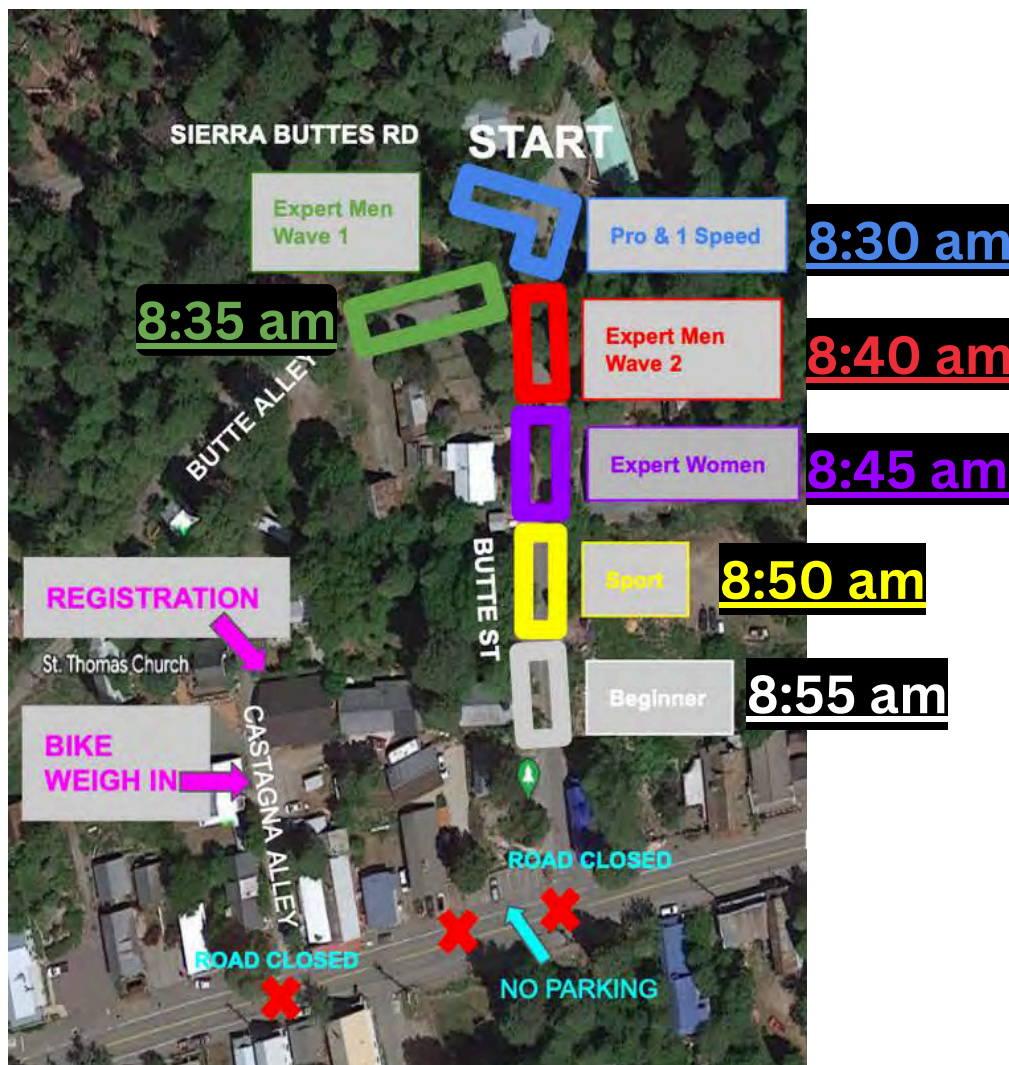 SIERRA BUTTES RD
START
Expert Men
Wave 1
Pro & 1 Speed
8:30 am
8:35 am
Expert Men
Wave 2
8:40 am
BUTTE ALLEY
Expert Women
8:45 am
BUTTE ST
Sport
8:50 am
REGISTRATION
St. Thomas Church
Beginner
8:55 am
BIKE
WEIGH IN
CASTAGNA ALLEY
ROAD CLOSED
ROAD CLOSED
NO PARKING